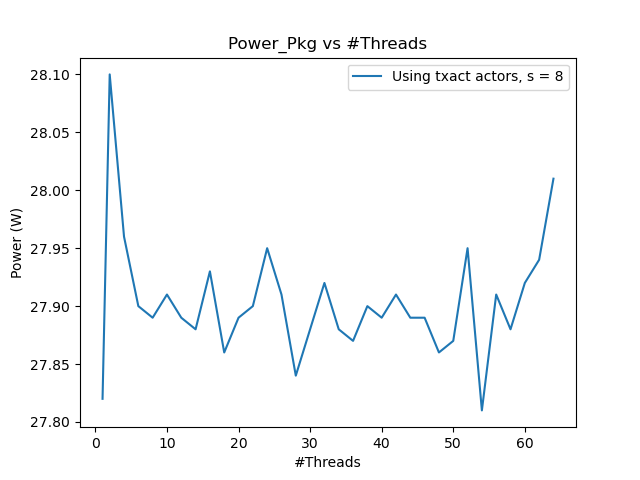 Power_Pkg vs #Threads
Using txact actors, s = 8
Power (W)
28.10
28.05
28.00
27.95
27.90
27.85
27.80
0 10 20 30 40 50 60
#Threads